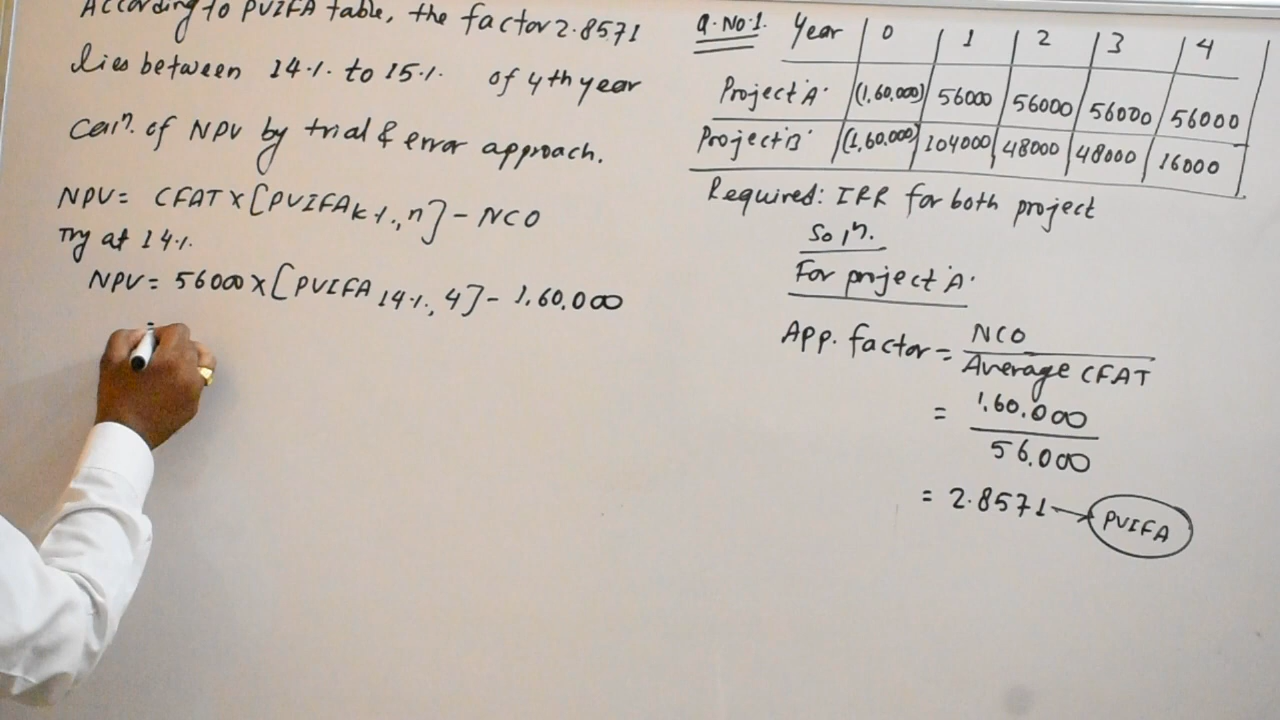 According to PVIFA table, the factor 2.8571
lies between 14.1. to 15.1. of 4th year
Calⁿ. of NPV by trial & error approach.
NPV = CFAT x [PVIFA k%, n] - NCO
Try at 14%.
NPV = 56000 x [PVIFA 14%, 4] - 1,60,000
=
Q.No.1. Year | 0 | 1 | 2 | 3 | 4
Project 'A' | (1,60,000) | 56000 | 56000 | 56000 | 56000
Project 'B' | (1,60,000) | 104000 | 48000 | 48000 | 16000
Required: IRR for both project
Solⁿ.
For project 'A'
App. factor = NCO
Average CFAT
= 1,60,000
56,000
= 2.8571 → PVIFA